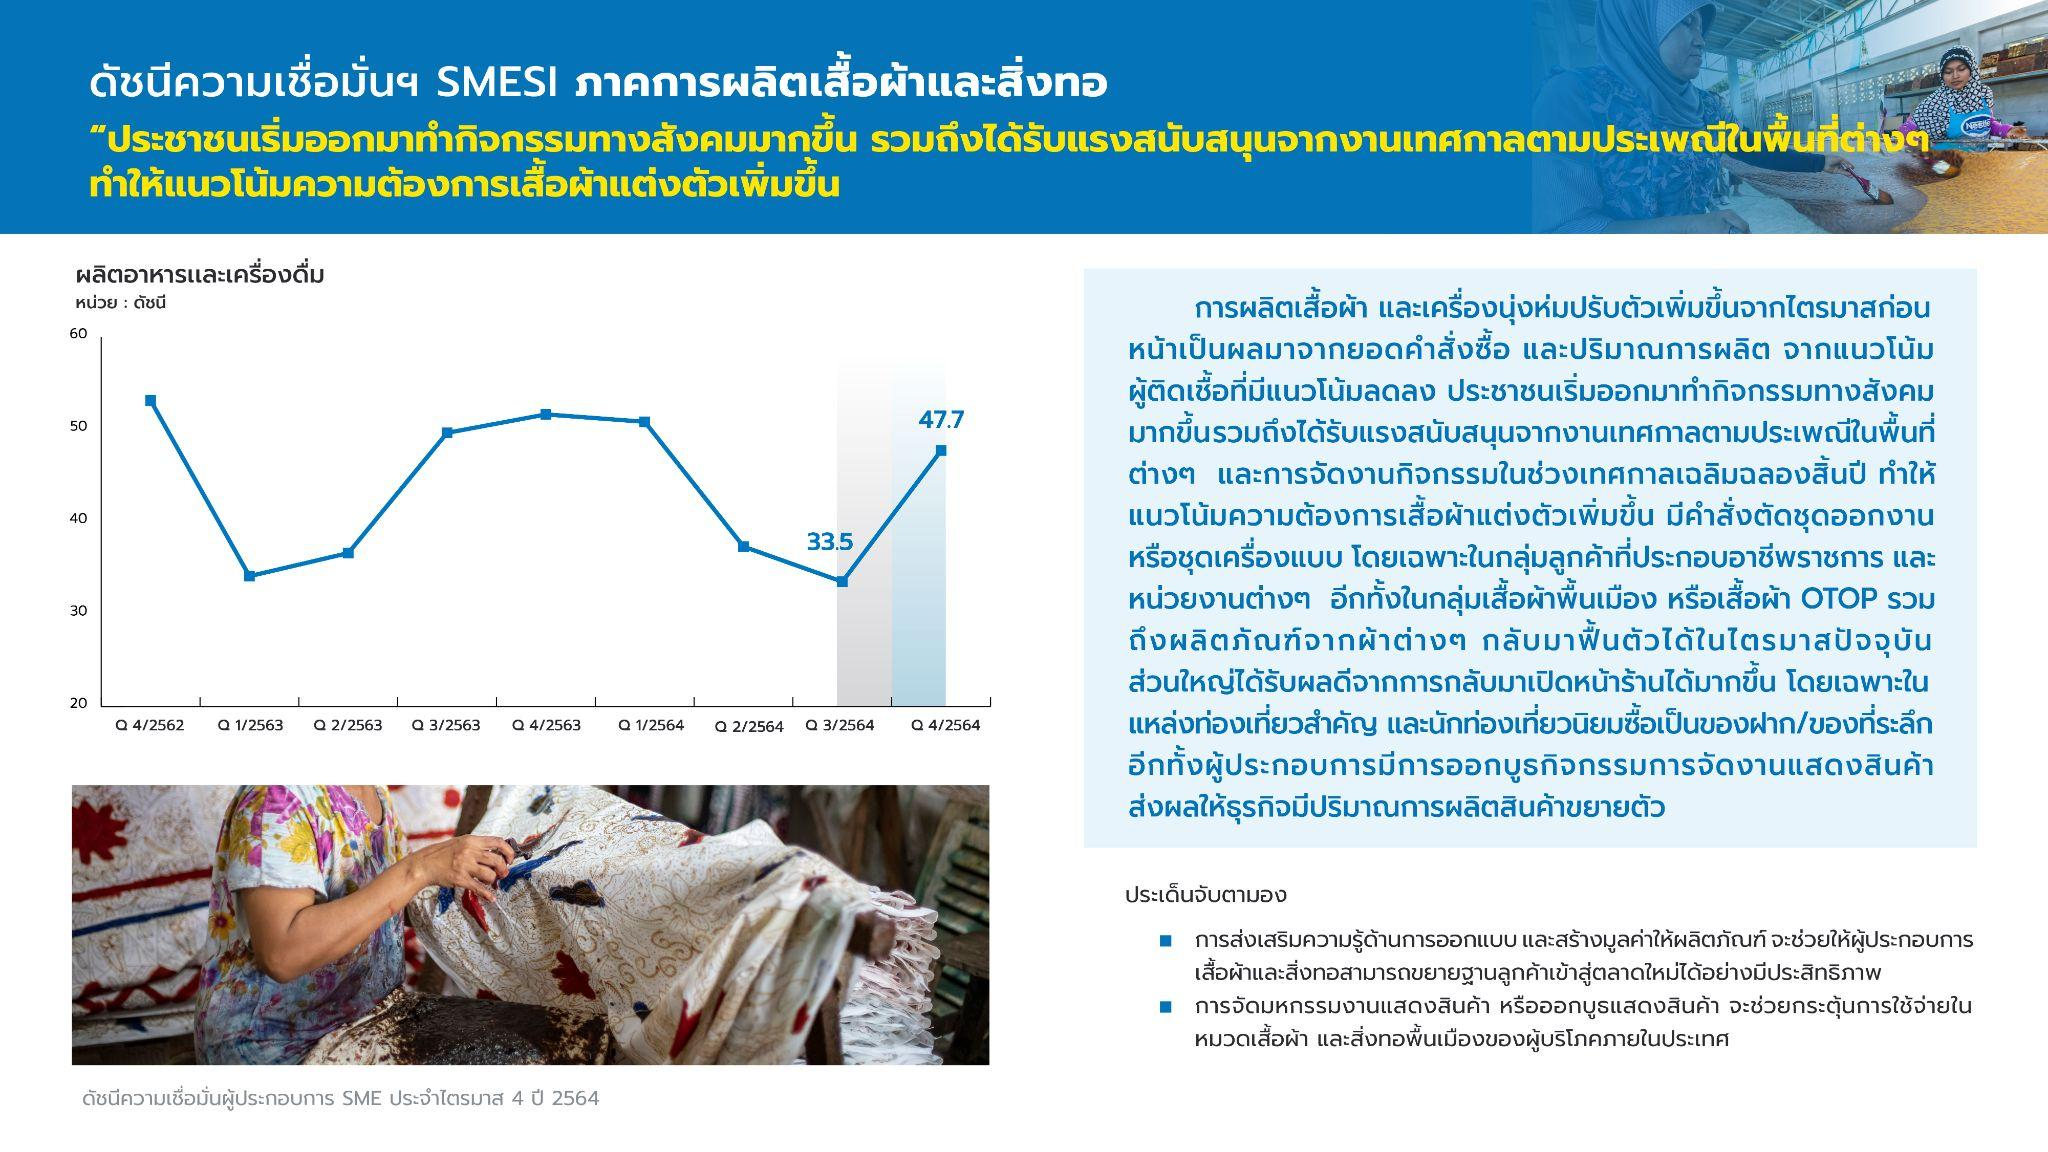 ดัชนีความเชื่อมั่นฯ SMESI ภาคการผลิตเสื้อผ้าและสิ่งทอ
“ประชาชนเริ่มออกมาทำกิจกรรมทางสังคมมากขึ้น รวมถึงได้รับแรงสนับสนุนจากงานเทศกาลตามประเพณีในพื้นที่ต่างๆ
ทำให้แนวโน้มความต้องการเสื้อผ้าแต่งตัวเพิ่มขึ้น
Nestlé
ผลิตอาหารและเครื่องดื่ม
หน่วย : ดัชนี
60
50
40
30
20
33.5
47.7
Q 4/2562 Q 1/2563 Q 2/2563 Q 3/2563 Q 4/2563 Q 1/2564 Q 2/2564 Q 3/2564 Q 4/2564
การผลิตเสื้อผ้า และเครื่องนุ่งห่มปรับตัวเพิ่มขึ้นจากไตรมาสก่อน
หน้าเป็นผลมาจากยอดคำสั่งซื้อ และปริมาณการผลิต จากแนวโน้ม
ผู้ติดเชื้อที่มีแนวโน้มลดลง ประชาชนเริ่มออกมาทำกิจกรรมทางสังคม
มากขึ้นรวมถึงได้รับแรงสนับสนุนจากงานเทศกาลตามประเพณีในพื้นที่
ต่างๆ และการจัดงานกิจกรรมในช่วงเทศกาลเฉลิมฉลองสิ้นปี ทำให้
แนวโน้มความต้องการเสื้อผ้าแต่งตัวเพิ่มขึ้น มีคำสั่งตัดชุดออกงาน
หรือชุดเครื่องแบบ โดยเฉพาะในกลุ่มลูกค้าที่ประกอบอาชีพราชการ และ
หน่วยงานต่างๆ อีกทั้งในกลุ่มเสื้อผ้าพื้นเมือง หรือเสื้อผ้า OTOP รวม
ถึงผลิตภัณฑ์จากผ้าต่างๆ กลับมาฟื้นตัวได้ในไตรมาสปัจจุบัน
ส่วนใหญ่ได้รับผลดีจากการกลับมาเปิดหน้าร้านได้มากขึ้น โดยเฉพาะใน
แหล่งท่องเที่ยวสำคัญ และนักท่องเที่ยวนิยมซื้อเป็นของฝาก/ของที่ระลึก
อีกทั้งผู้ประกอบการมีการออกบูธกิจกรรมการจัดงานแสดงสินค้า
ส่งผลให้ธุรกิจมีปริมาณการผลิตสินค้าขยายตัว
ประเด็นจับตามอง
การส่งเสริมความรู้ด้านการออกแบบ และสร้างมูลค่าให้ผลิตภัณฑ์ จะช่วยให้ผู้ประกอบการ
เสื้อผ้าและสิ่งทอสามารถขยายฐานลูกค้าเข้าสู่ตลาดใหม่ได้อย่างมีประสิทธิภาพ
การจัดมหกรรมงานแสดงสินค้า หรือออกบูธแสดงสินค้า จะช่วยกระตุ้นการใช้จ่ายใน
หมวดเสื้อผ้า และสิ่งทอพื้นเมืองของผู้บริโภคภายในประเทศ
ดัชนีความเชื่อมั่นผู้ประกอบการ SME ประจำไตรมาส 4 ปี 2564